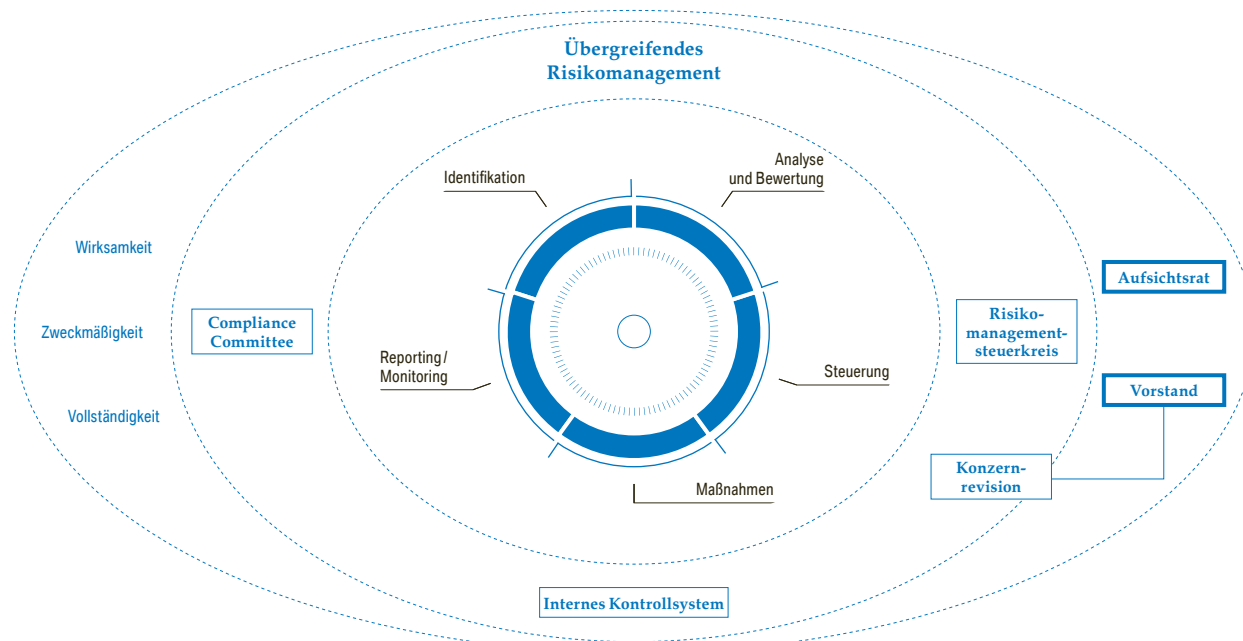 Übergreifendes
Risikomanagement
Analyse
und Bewertung
Identifikation
Wirksamkeit
Aufsichtsrat
Compliance
Committee
Zweckmäßigkeit
Risiko-
management-
steuerkreis
Reporting/
Monitoring
Steuerung
Vorstand
Vollständigkeit
Konzern-
revision
Maßnahmen
Internes Kontrollsystem